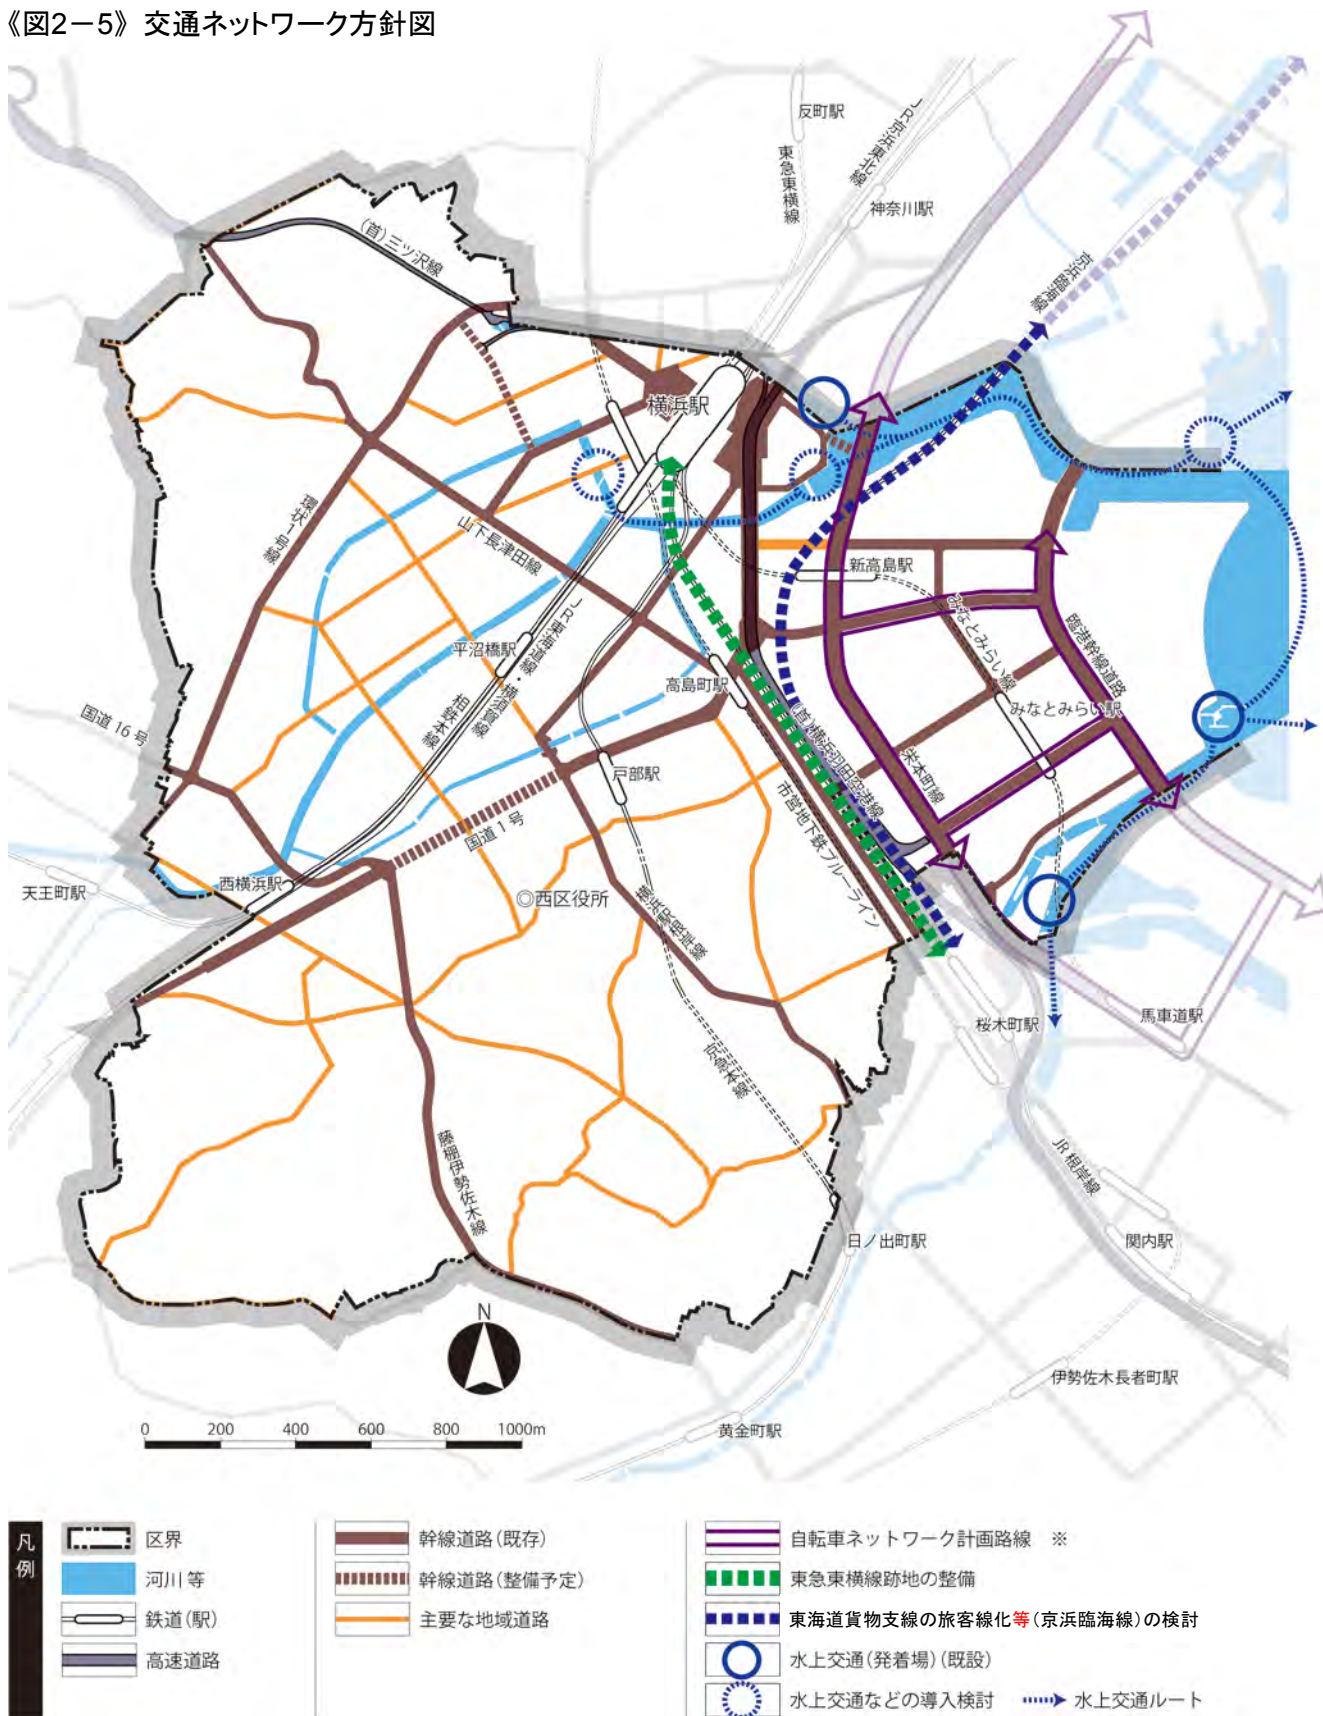 《図2－5》 交通ネットワーク方針図
反町駅
JR京浜東北線
東急東横線
神奈川駅
(首)三ツ沢線
京浜臨海線
横浜駅
環状1号線
山下長津田線
新高島駅
みなとみらい線
臨港幹線道路
平沼橋駅
JR東海道線・横須賀線
相鉄本線
高島町駅
みなとみらい駅
国道16号
(首)横浜羽田空港線
栄本町線
戸部駅
市営地下鉄ブルーライン
国道1号
天王町駅
西横浜駅
◎西区役所
横浜駅根岸線
桜木町駅
馬車道駅
京急本線
藤棚伊勢佐木線
JR根岸線
日ノ出町駅
関内駅
N
伊勢佐木長者町駅
黄金町駅
0 200 400 600 800 1000m
凡例
区界
河川等
鉄道(駅)
高速道路
幹線道路(既存)
幹線道路(整備予定)
主要な地域道路
自転車ネットワーク計画路線 ※
東急東横線跡地の整備
東海道貨物支線の旅客線化等(京浜臨海線)の検討
水上交通(発着場)(既設)
水上交通などの導入検討 水上交通ルート